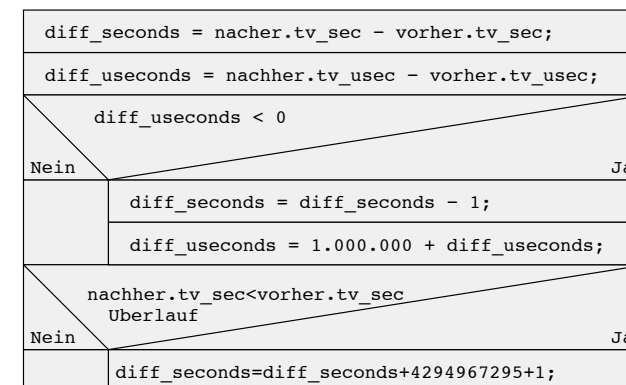 diff_seconds = nacher.tv_sec – vorher.tv_sec;
diff_useconds = nachher.tv_usec – vorher.tv_usec;
diff_useconds < 0
Nein
diff_seconds = diff_seconds – 1;
diff_useconds = 1.000.000 + diff_useconds;
nachher.tv_sec<vorher.tv_sec
Uberlauf
Nein
diff_seconds=diff_seconds+4294967295+1;